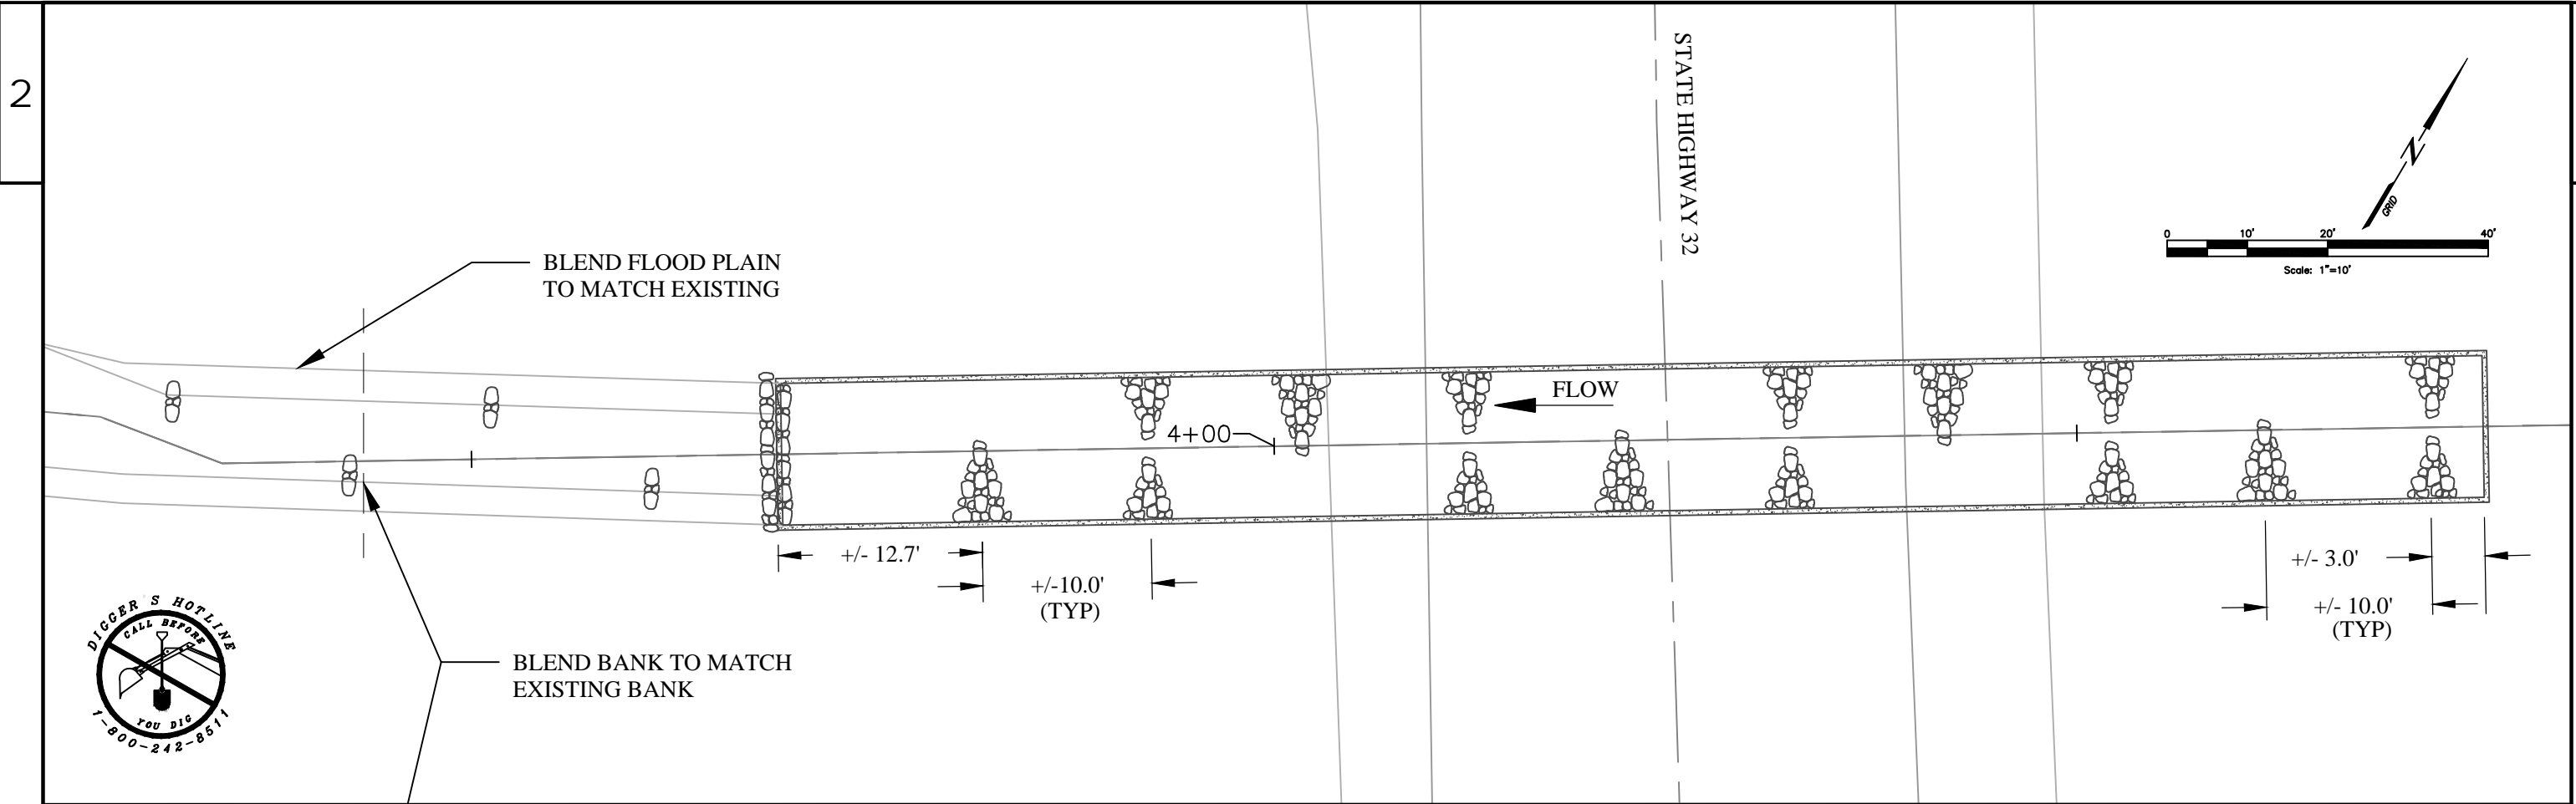 2
STATE HIGHWAY 32
N
GRID
0 10' 20' 40'
Scale: 1"=10'
BLEND FLOOD PLAIN
TO MATCH EXISTING
FLOW
4+00
+/- 12.7'
+/-10.0'
(TYP)
+/- 3.0'
+/- 10.0'
(TYP)
BLEND BANK TO MATCH
EXISTING BANK
DIGGER'S HOTLINE
CALL BEFORE
YOU DIG
1-800-242-8511